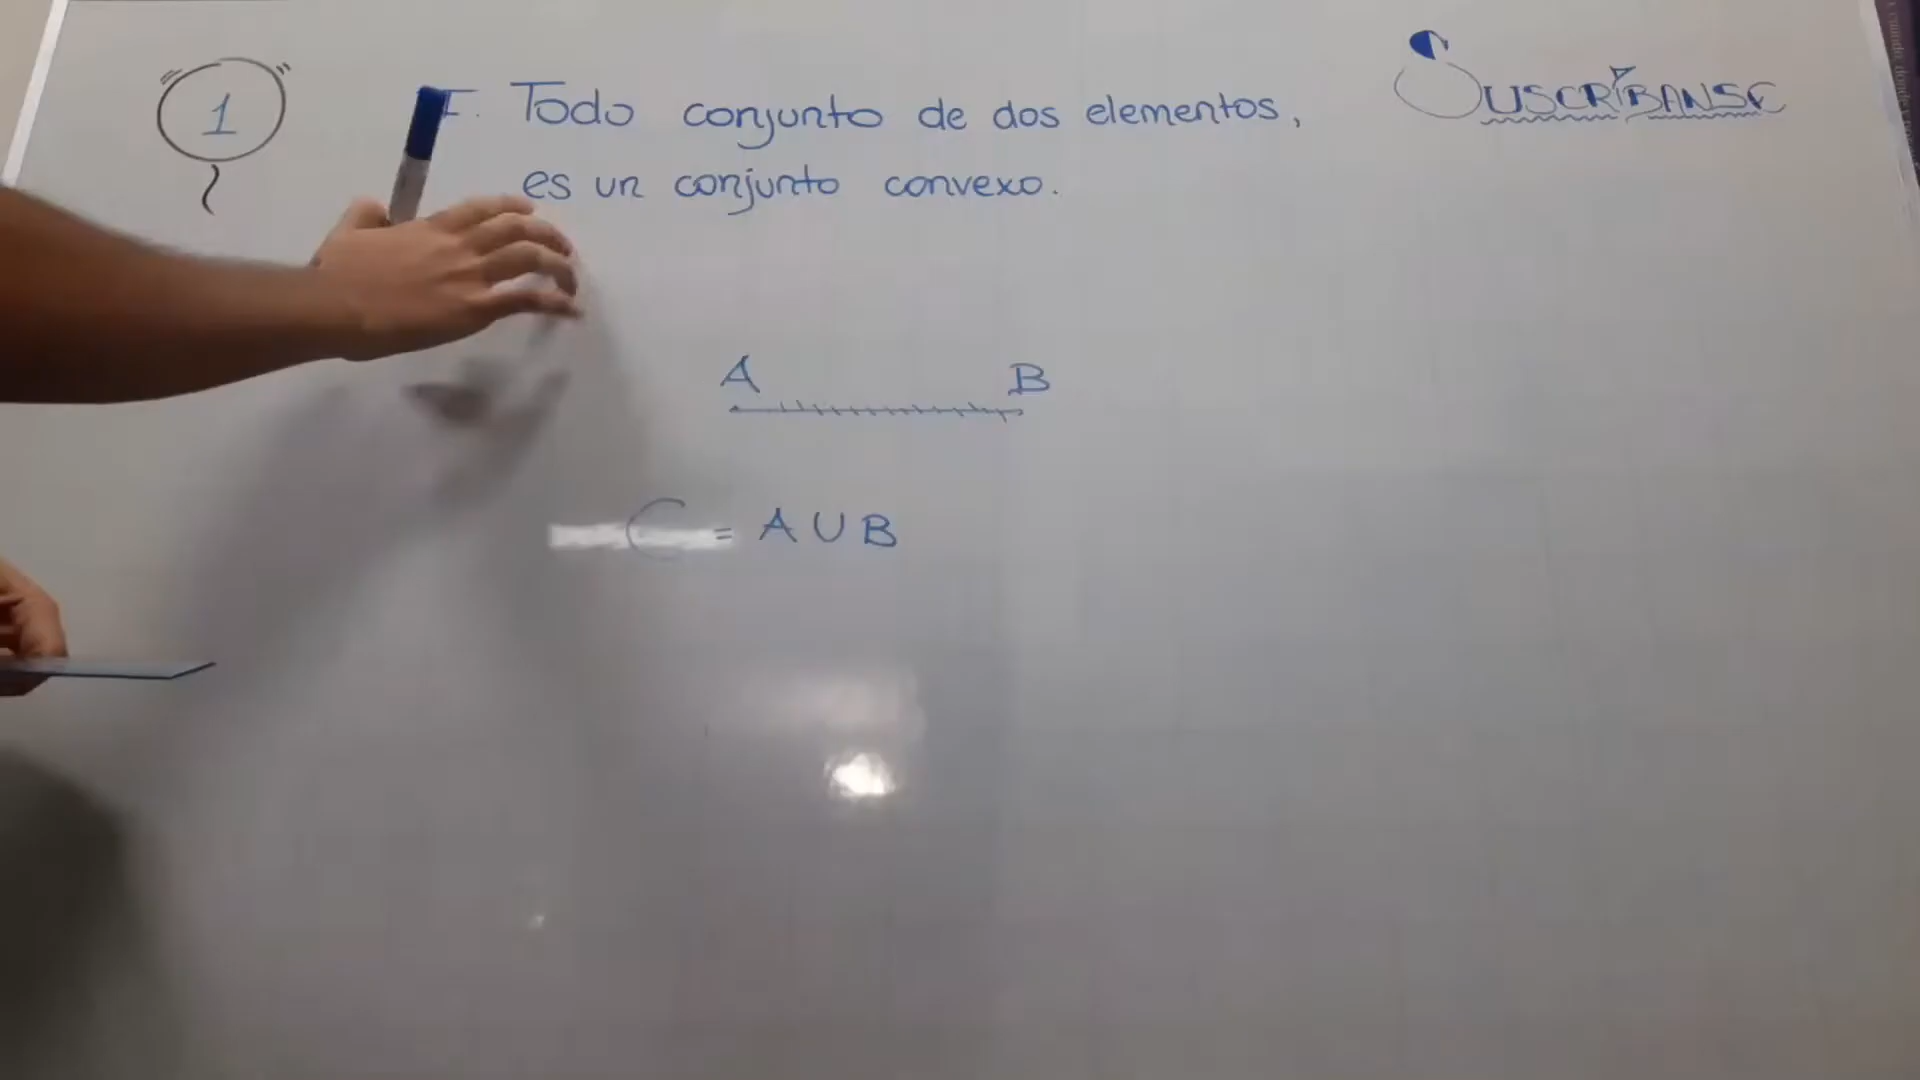 1
I. Todo conjunto de dos elementos,
es un conjunto convexo.
SUSCRÍBANSE
A B
C = A U B